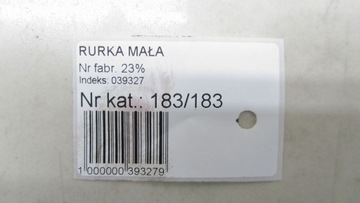 RURKA MAŁA
Nr fabr. 23%
Indeks: 039327
Nr kat.: 183/183
1 000000 393279